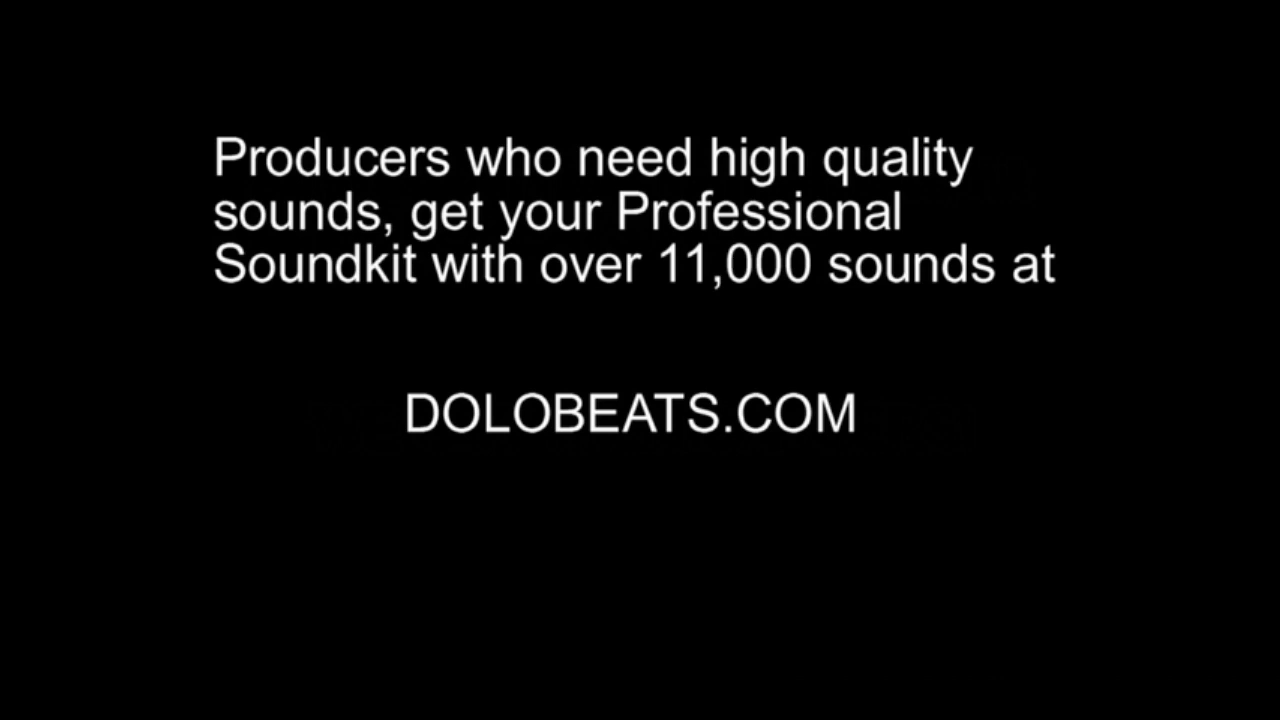 Producers who need high quality
sounds, get your Professional
Soundkit with over 11,000 sounds at
DOLOBEATS.COM